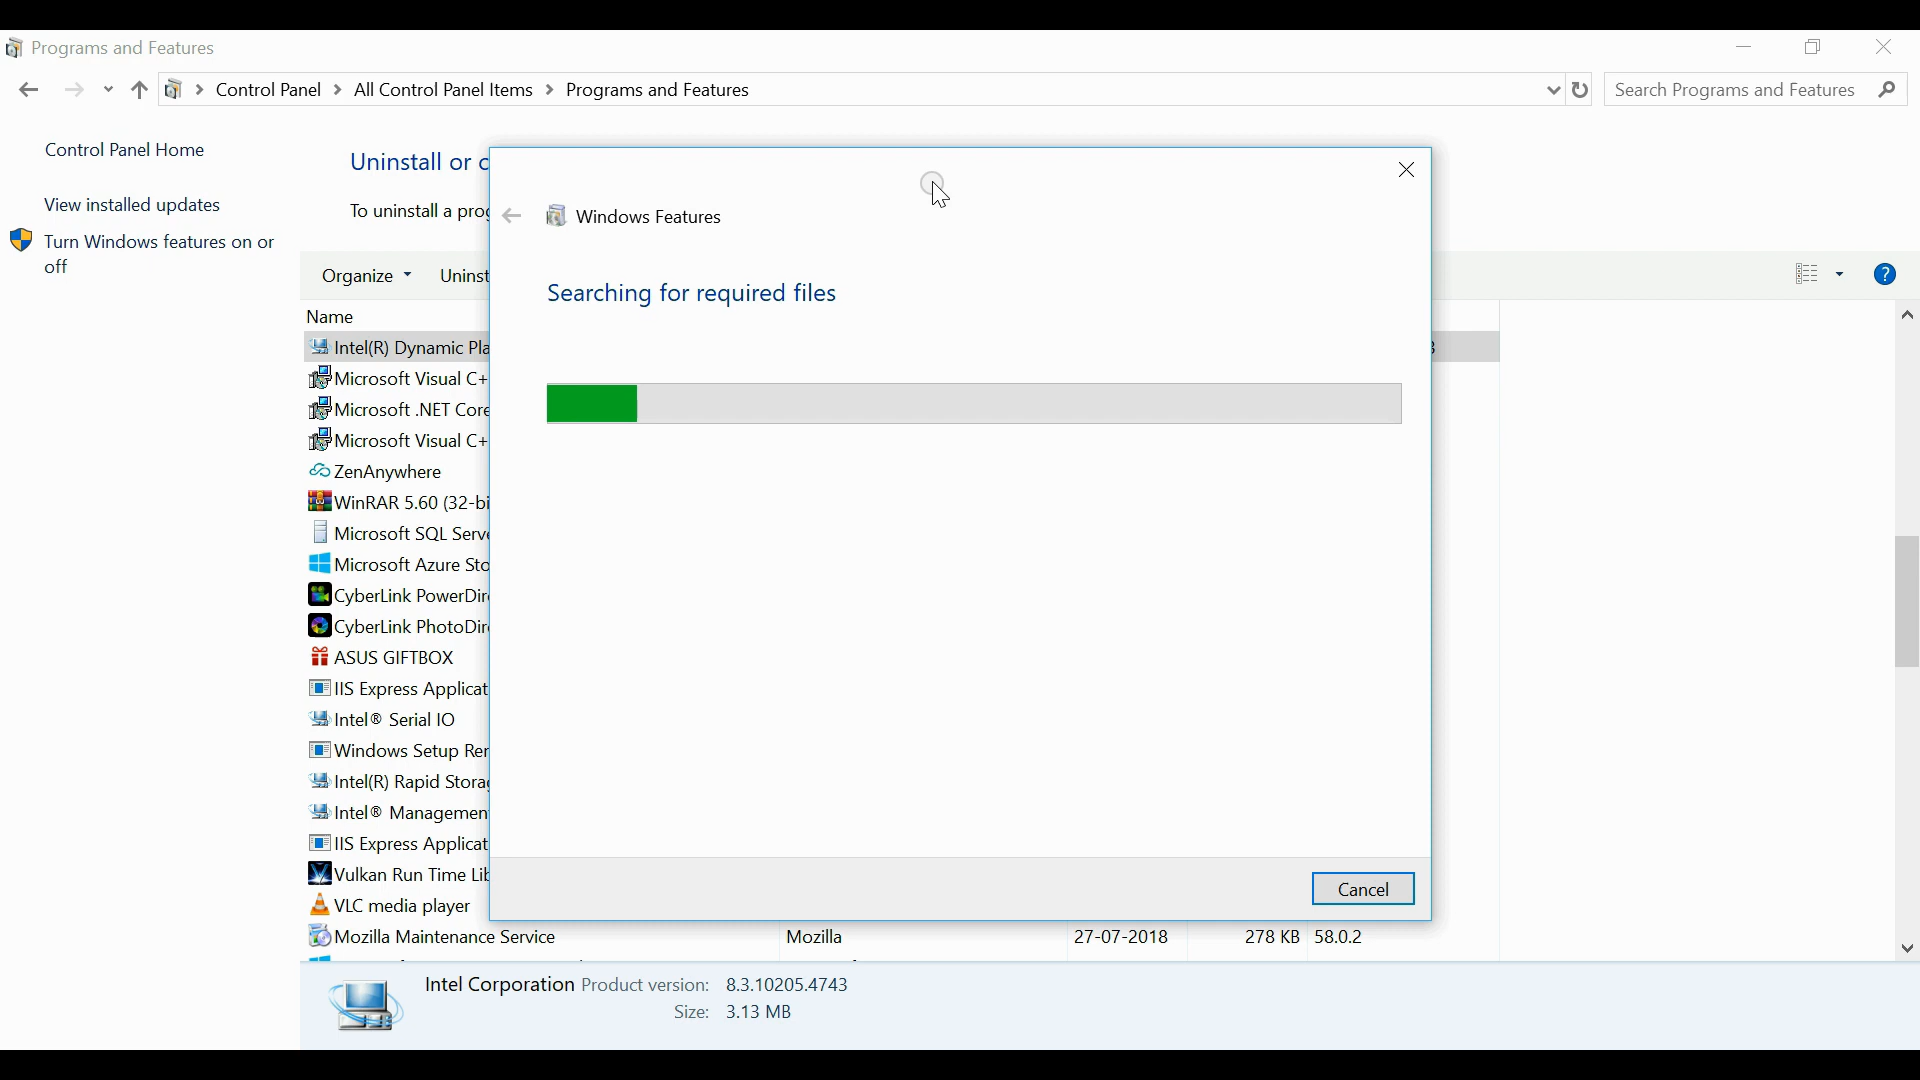 Programs and Features
Control Panel > All Control Panel Items > Programs and Features
Search Programs and Features
Control Panel Home
View installed updates
Turn Windows features on or
off
Uninstall or c
To uninstall a prog
Organize
Uninst
Name
Intel(R) Dynamic Pla
Microsoft Visual C+
Microsoft .NET Core
Microsoft Visual C+
ZenAnywhere
WinRAR 5.60 (32-bi
Microsoft SQL Serve
Microsoft Azure Sto
CyberLink PowerDir
CyberLink PhotoDir
ASUS GIFTBOX
IIS Express Applicat
Intel® Serial IO
Windows Setup Rem
Intel(R) Rapid Storag
Intel® Management
IIS Express Applicat
Vulkan Run Time Lib
VLC media player
Mozilla Maintenance Service Mozilla 27-07-2018 278 KB 58.0.2
Windows Features
Searching for required files
Cancel
Intel Corporation Product version: 8.3.10205.4743
Size: 3.13 MB